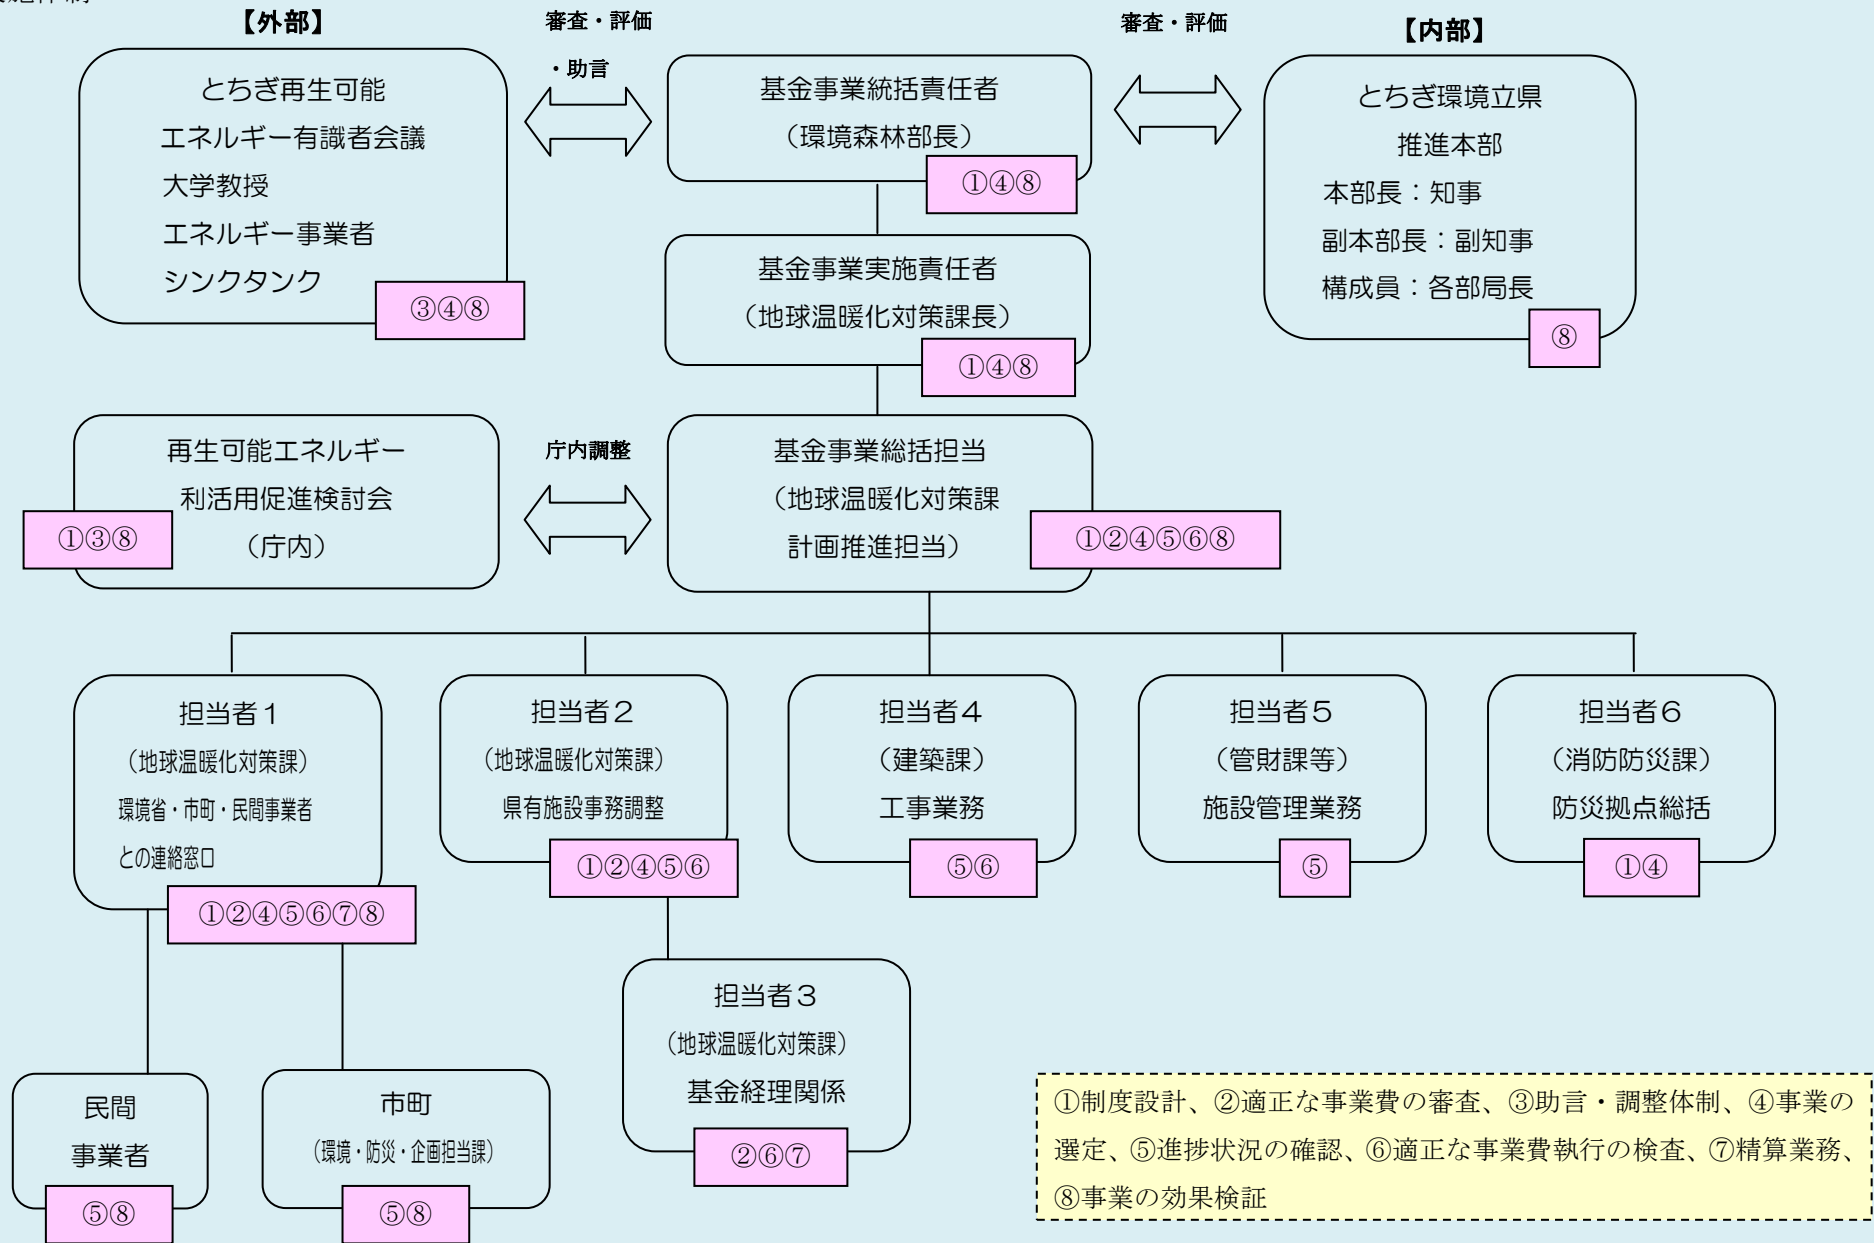 【外部】
審査・評価
・助言
審査・評価
【内部】
とちぎ再生可能
エネルギー有識者会議
大学教授
エネルギー事業者
シンクタンク
③④⑧
基金事業統括責任者
（環境森林部長）
①④⑧
とちぎ環境立県
推進本部
本部長：知事
副本部長：副知事
構成員：各部局長
⑧
基金事業実施責任者
（地球温暖化対策課長）
①④⑧
再生可能エネルギー
利活用促進検討会
（庁内）
①③⑧
庁内調整
基金事業総括担当
（地球温暖化対策課
計画推進担当）
①②④⑤⑥⑧
担当者１
（地球温暖化対策課）
環境省・市町・民間事業者
との連絡窓口
①②④⑤⑥⑦⑧
担当者２
（地球温暖化対策課）
県有施設事務調整
①②④⑤⑥
担当者４
（建築課）
工事業務
⑤⑥
担当者５
（管財課等）
施設管理業務
⑤
担当者６
（消防防災課）
防災拠点総括
①④
担当者３
（地球温暖化対策課）
基金経理関係
②⑥⑦
民間
事業者
⑤⑧
市町
（環境・防災・企画担当課）
⑤⑧
①制度設計、②適正な事業費の審査、③助言・調整体制、④事業の
選定、⑤進捗状況の確認、⑥適正な事業費執行の検査、⑦精算業務、
⑧事業の効果検証